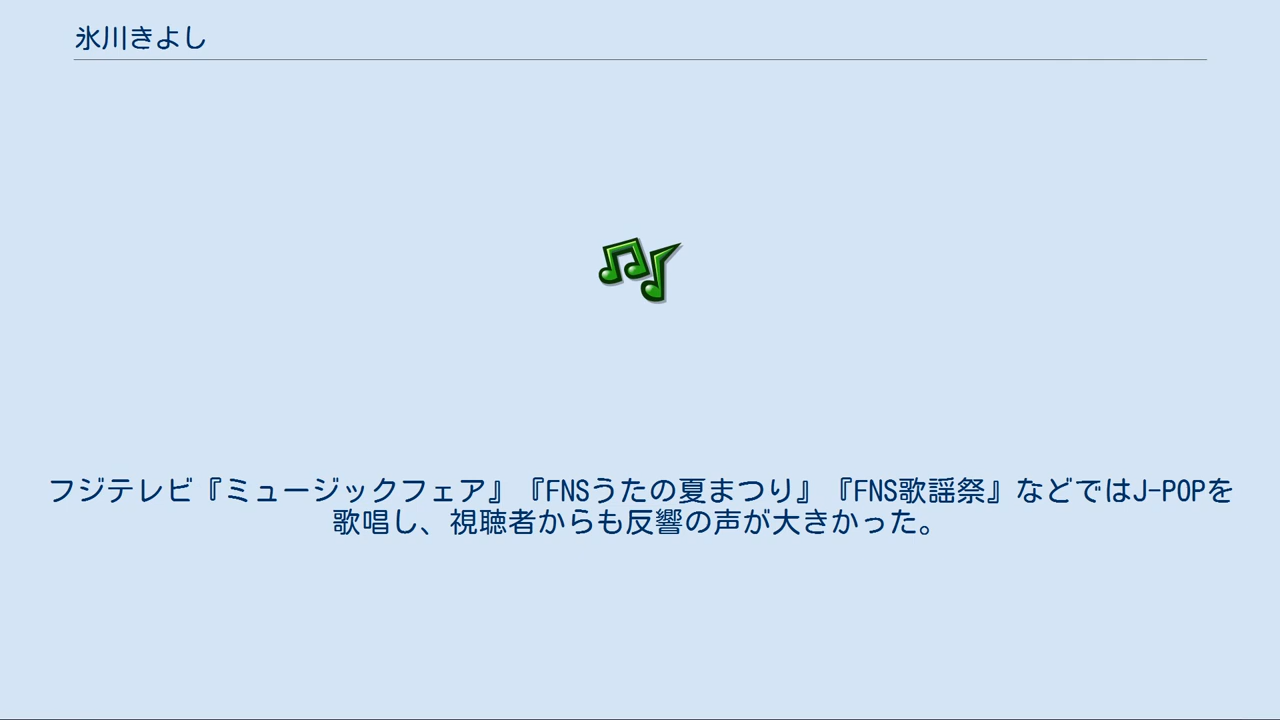 氷川きよし
フジテレビ『ミュージックフェア』『FNSうたの夏まつり』『FNS歌謡祭』などではJ-POPを
歌唱し、視聴者からも反響の声が大きかった。